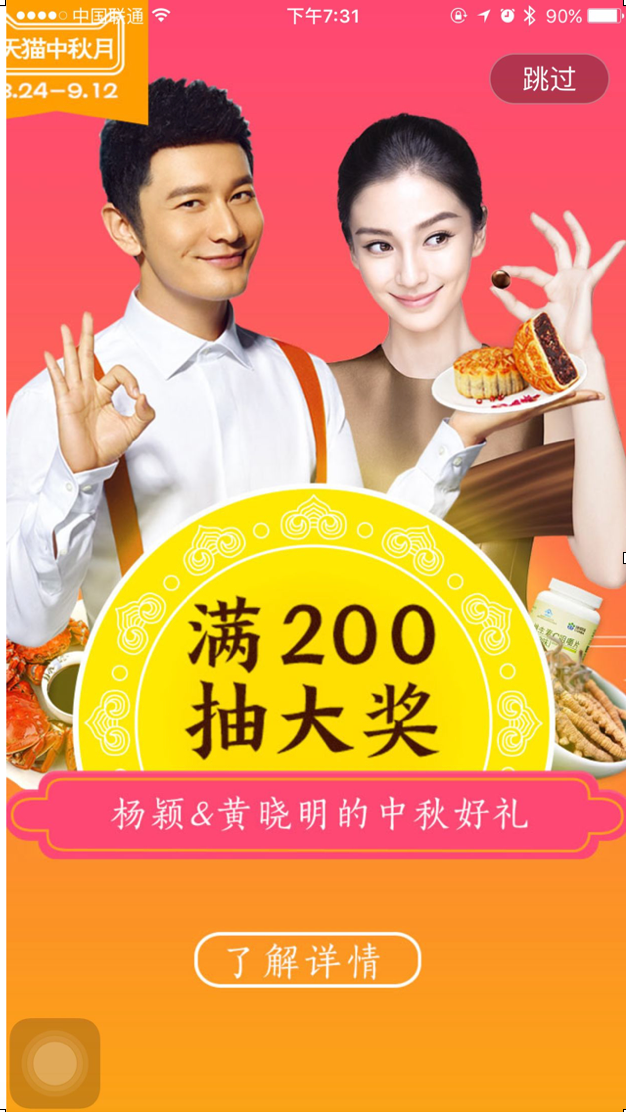 中国联通 下午7:31 90%
天猫中秋月
8.24-9.12
跳过
满200
抽大奖
杨颖&黄晓明的中秋好礼
了解详情